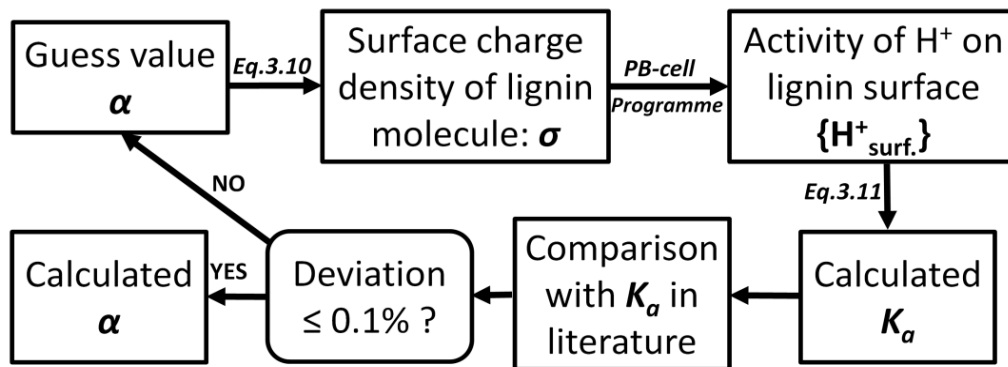 Guess value
α
Eq.3.10
Surface charge
density of lignin
molecule: σ
PB-cell
Programme
Activity of H⁺ on
lignin surface
{H⁺surf.}
Eq.3.11
Calculated
Kₐ
Comparison
with Kₐ in
literature
Deviation
≤ 0.1% ?
NO
YES
Calculated
α